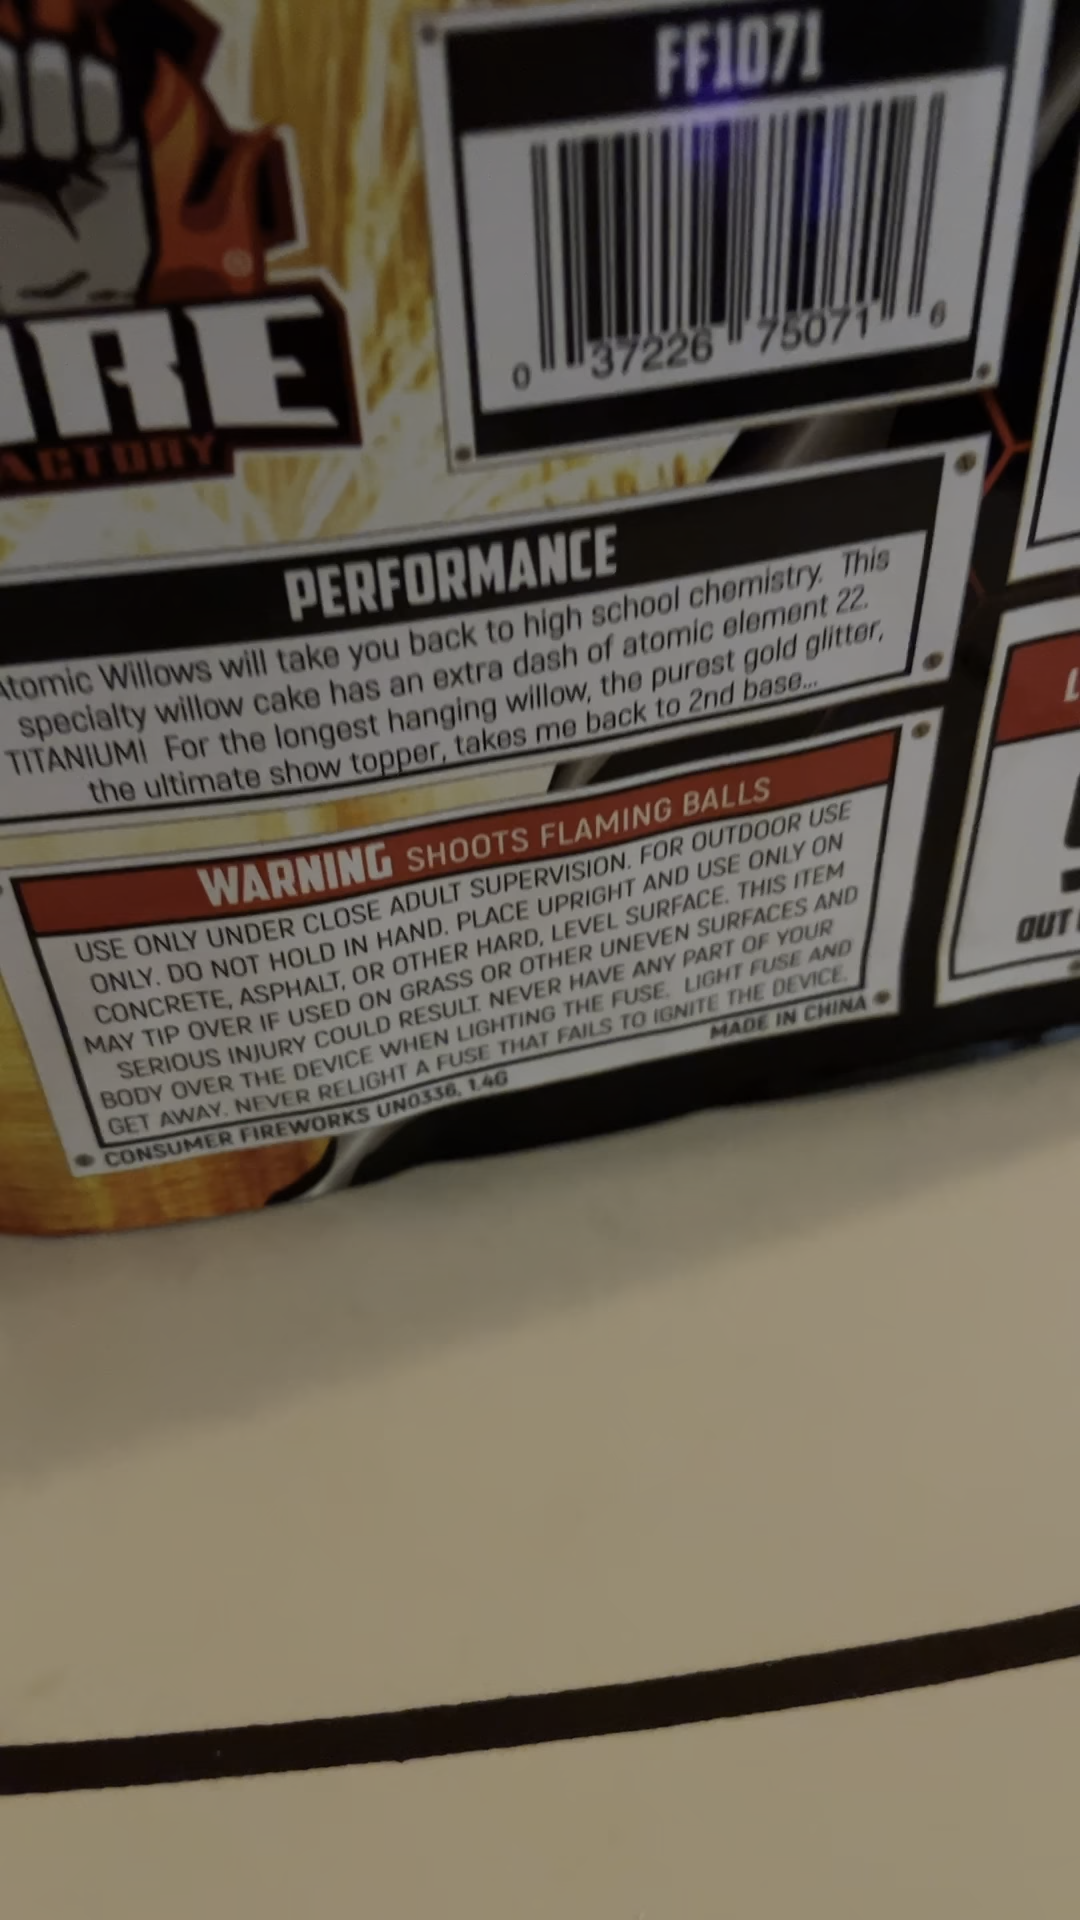 FF1071
0 37226 75071 6
®
IRE
ACTORY
PERFORMANCE
Atomic Willows will take you back to high school chemistry. This
specialty willow cake has an extra dash of atomic element 22.
TITANIUM! For the longest hanging willow, the purest gold glitter,
the ultimate show topper, takes me back to 2nd base...
WARNING SHOOTS FLAMING BALLS
USE ONLY UNDER CLOSE ADULT SUPERVISION. FOR OUTDOOR USE
ONLY. DO NOT HOLD IN HAND. PLACE UPRIGHT AND USE ONLY ON
CONCRETE, ASPHALT, OR OTHER HARD, LEVEL SURFACE. THIS ITEM
MAY TIP OVER IF USED ON GRASS OR OTHER UNEVEN SURFACES AND
SERIOUS INJURY COULD RESULT. NEVER HAVE ANY PART OF YOUR
BODY OVER THE DEVICE WHEN LIGHTING THE FUSE. LIGHT FUSE AND
GET AWAY. NEVER RELIGHT A FUSE THAT FAILS TO IGNITE THE DEVICE.
CONSUMER FIREWORKS UN0336, 1.4G MADE IN CHINA
L
OUT